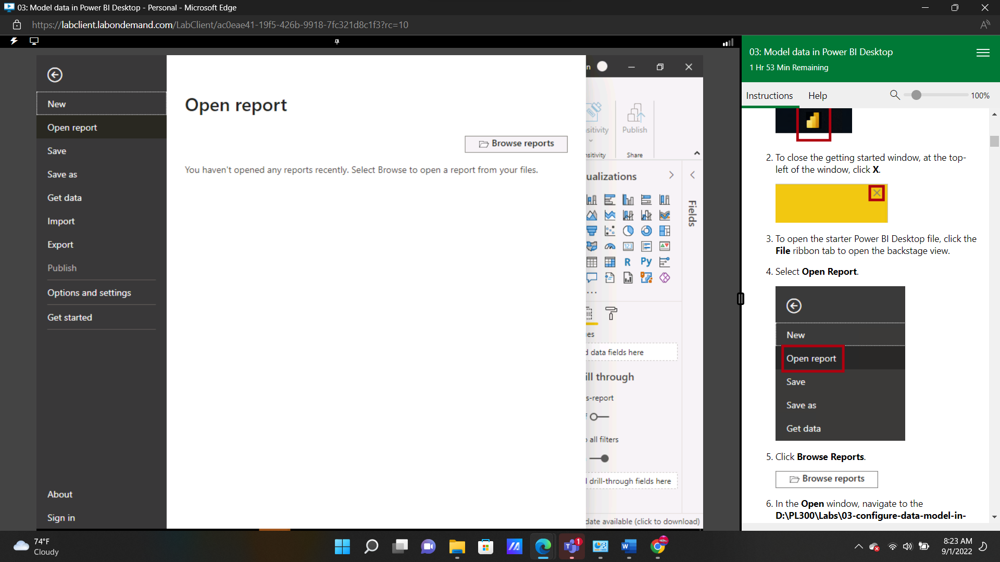 03: Model data in Power BI Desktop - Personal - Microsoft Edge
https://labclient.labondemand.com/LabClient/ac0eae41-19f5-426b-9918-7fc321d8c1f3?rc=10
New
Open report
Save
Save as
Get data
Import
Export
Publish
Options and settings
Get started
About
Sign in
Open report
Browse reports
You haven't opened any reports recently. Select Browse to open a report from your files.
n
sitivity
Publish
nsitivity
Share
ualizations
Fields
123
R
Py
...
es
d data fields here
ill through
s-report
all filters
drill-through fields here
date available (click to download)
03: Model data in Power BI Desktop
1 Hr 53 Min Remaining
Instructions
Help
100%
2. To close the getting started window, at the top-
left of the window, click X.
3. To open the starter Power BI Desktop file, click the
File ribbon tab to open the backstage view.
4. Select Open Report.
New
Open report
Save
Save as
Get data
5. Click Browse Reports.
Browse reports
6. In the Open window, navigate to the
D:\PL300\Labs\03-configure-data-model-in-
74°F
Cloudy
1
8:23 AM
9/1/2022